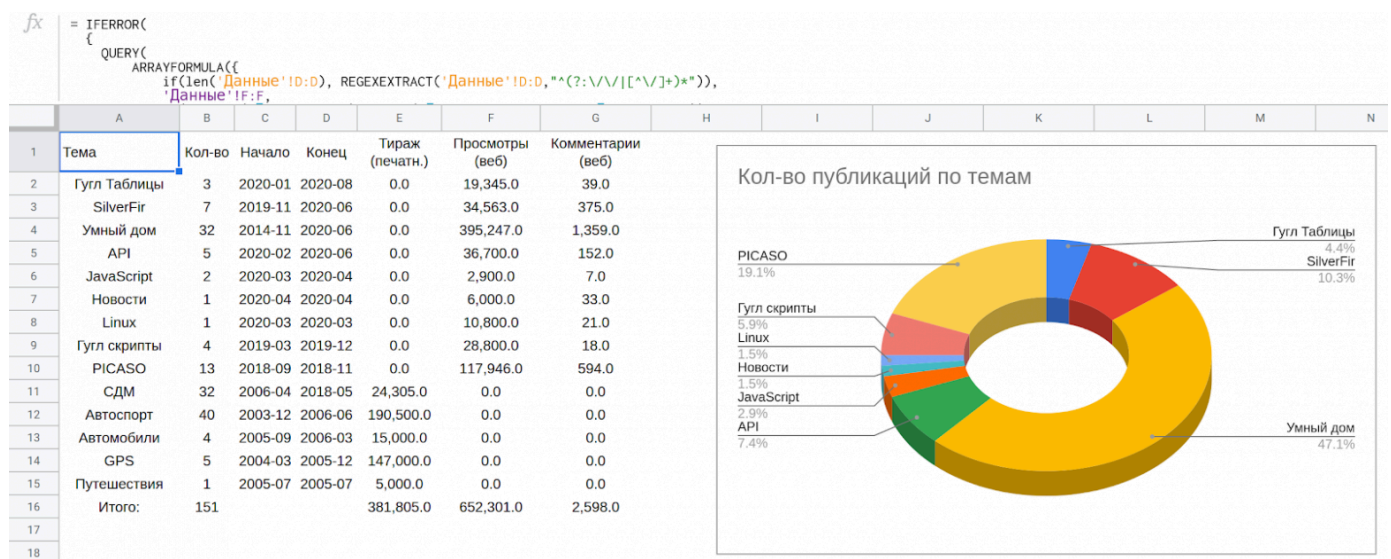 fx
= IFERROR(
{
QUERY(
ARRAYFORMULA({
if(len('Данные'!D:D), REGEXEXTRACT('Данные'!D:D,"^(?:\/\/|[^\/]+)*")),
'Данные'!F:F,
A B C D E F G H I J K L M N
1 Тема Кол-во Начало Конец Тираж (печатн.) Просмотры (веб) Комментарии (веб)
2 Гугл Таблицы 3 2020-01 2020-08 0.0 19,345.0 39.0
3 SilverFir 7 2019-11 2020-06 0.0 34,563.0 375.0
4 Умный дом 32 2014-11 2020-06 0.0 395,247.0 1,359.0
5 API 5 2020-02 2020-06 0.0 36,700.0 152.0
6 JavaScript 2 2020-03 2020-04 0.0 2,900.0 7.0
7 Новости 1 2020-04 2020-04 0.0 6,000.0 33.0
8 Linux 1 2020-03 2020-03 0.0 10,800.0 21.0
9 Гугл скрипты 4 2019-03 2019-12 0.0 28,800.0 18.0
10 PICASO 13 2018-09 2018-11 0.0 117,946.0 594.0
11 СДМ 32 2006-04 2018-05 24,305.0 0.0 0.0
12 Автоспорт 40 2003-12 2006-06 190,500.0 0.0 0.0
13 Автомобили 4 2005-09 2006-03 15,000.0 0.0 0.0
14 GPS 5 2004-03 2005-12 147,000.0 0.0 0.0
15 Путешествия 1 2005-07 2005-07 5,000.0 0.0 0.0
16 Итого: 151 381,805.0 652,301.0 2,598.0
17
18
Кол-во публикаций по темам
PICASO
19.1%
Гугл скрипты
5.9%
Linux
1.5%
Новости
1.5%
JavaScript
2.9%
API
7.4%
Гугл Таблицы
4.4%
SilverFir
10.3%
Умный дом
47.1%